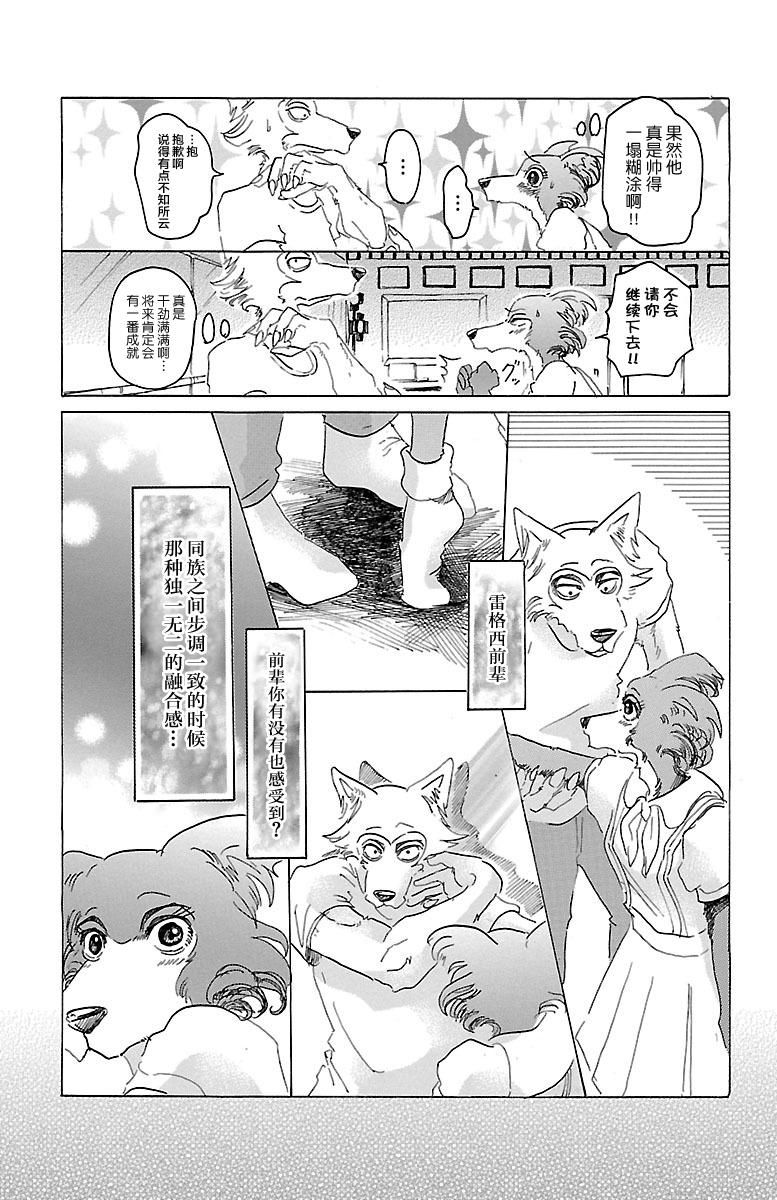 果然他
真是帅得
一塌糊涂啊!!
…
…
…抱
抱歉啊
说得有点不知所云
不会
请你
继续下去!!
グッ
真是
干劲满满啊…
将来肯定会
有一番成就
雷格西前辈
前辈你有没有也感受到？
同族之间步调一致的时候
那种独一无二的融合感…